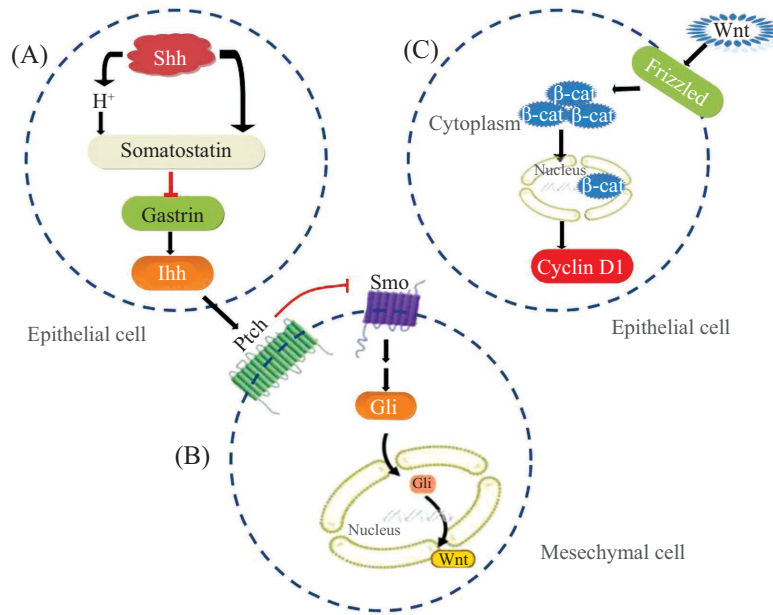 (A)
Shh
H+
Somatostatin
Gastrin
Ihh
Epithelial cell
(C)
Wnt
Frizzled
β-cat
β-cat β-cat
Cytoplasm
Nucleus
β-cat
Cyclin D1
Epithelial cell
Ptch
Smo
Gli
(B)
Gli
Nucleus
Wnt
Mesechymal cell